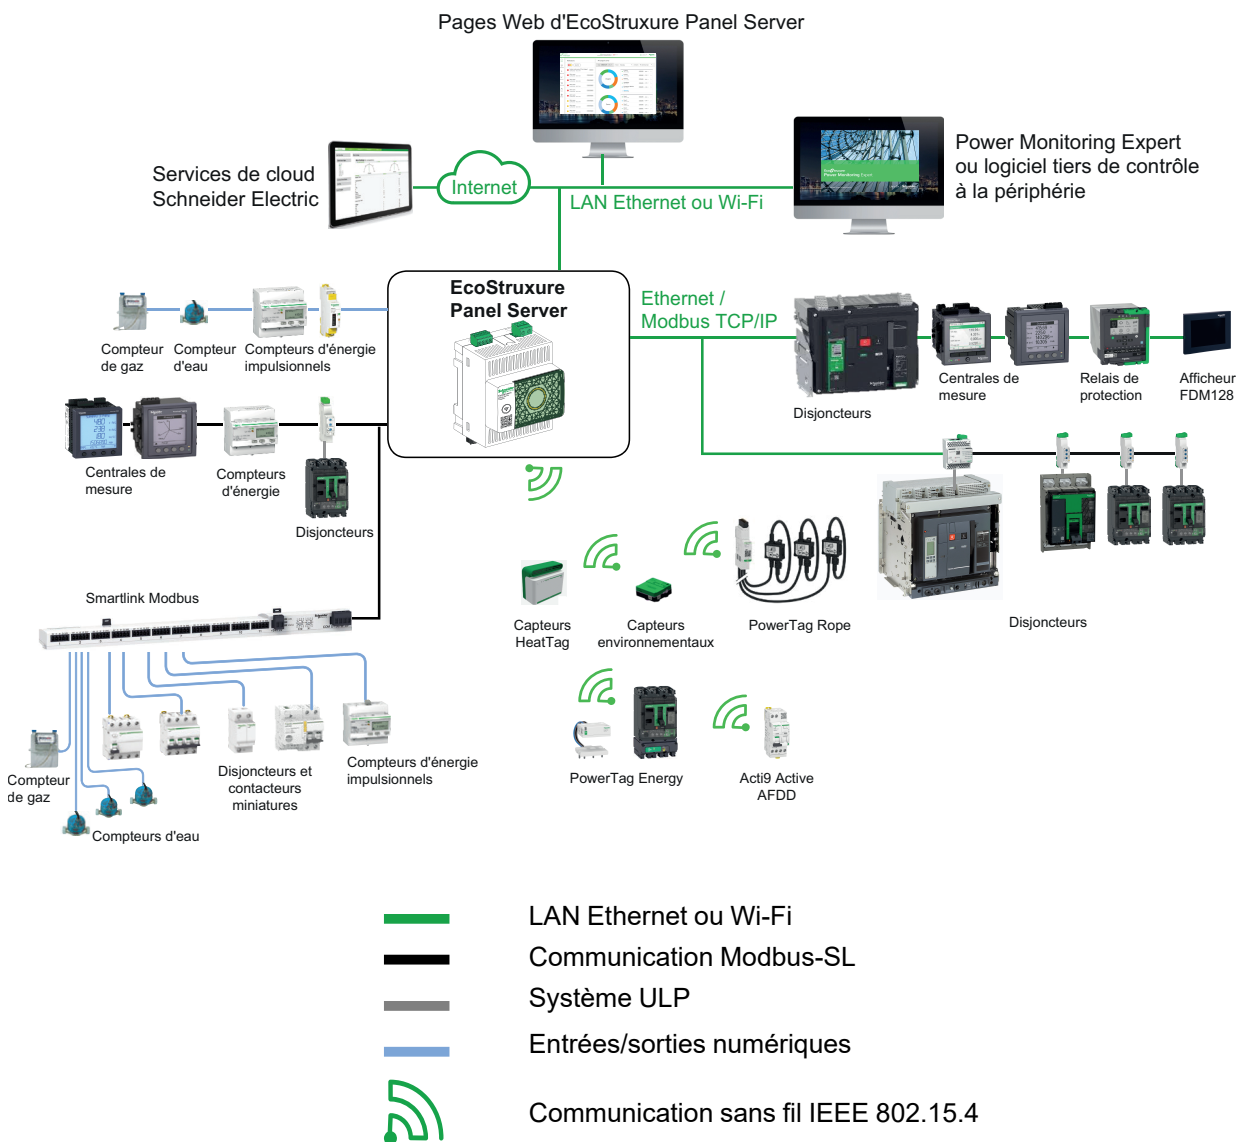 Pages Web d'EcoStruxure Panel Server
Services de cloud
Schneider Electric
Internet
LAN Ethernet ou Wi-Fi
Power Monitoring Expert
ou logiciel tiers de contrôle
à la périphérie
EcoStruxure
Panel Server
Ethernet /
Modbus TCP/IP
Compteur
de gaz
Compteur
d'eau
Compteurs d'énergie
impulsionnels
Disjoncteurs
Centrales de
mesure
Relais de
protection
Afficheur
FDM128
Centrales de
mesure
Compteurs
d'énergie
Disjoncteurs
Smartlink Modbus
Capteurs
HeatTag
Capteurs
environnementaux
PowerTag Rope
Disjoncteurs
Compteur
de gaz
Compteurs d'eau
Disjoncteurs et
contacteurs
miniatures
Compteurs d'énergie
impulsionnels
PowerTag Energy
Acti9 Active
AFDD
LAN Ethernet ou Wi-Fi
Communication Modbus-SL
Système ULP
Entrées/sorties numériques
Communication sans fil IEEE 802.15.4